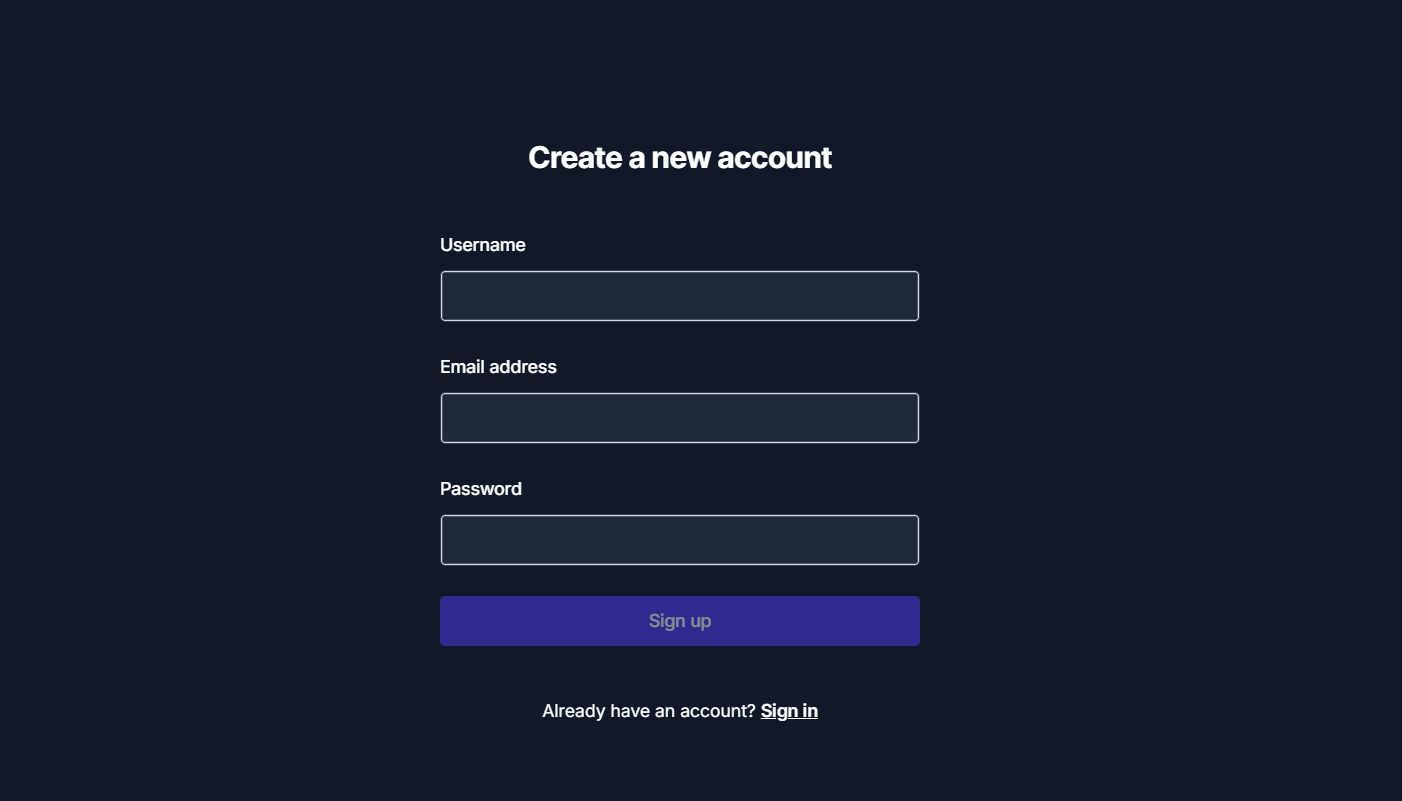 Create a new account
Username
Email address
Password
Sign up
Already have an account? Sign in